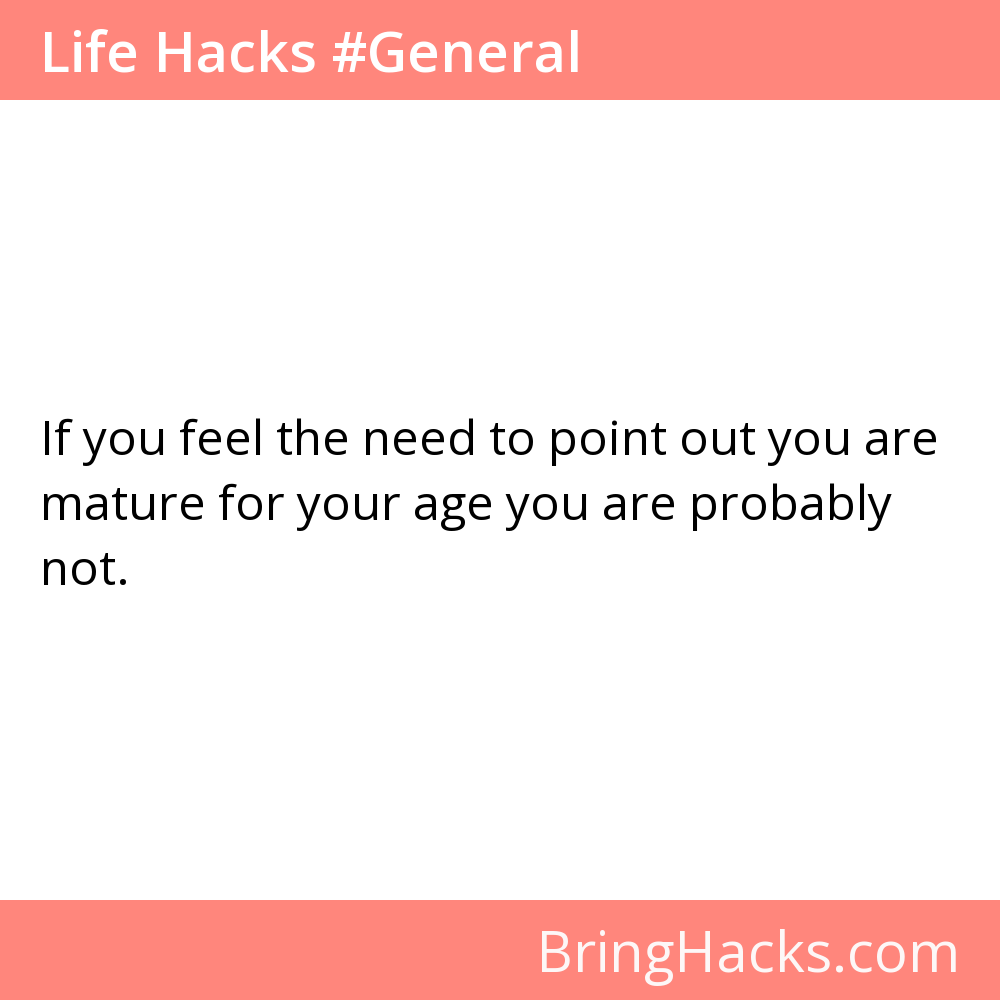 Life Hacks #General
If you feel the need to point out you are
mature for your age you are probably
not.
BringHacks.com